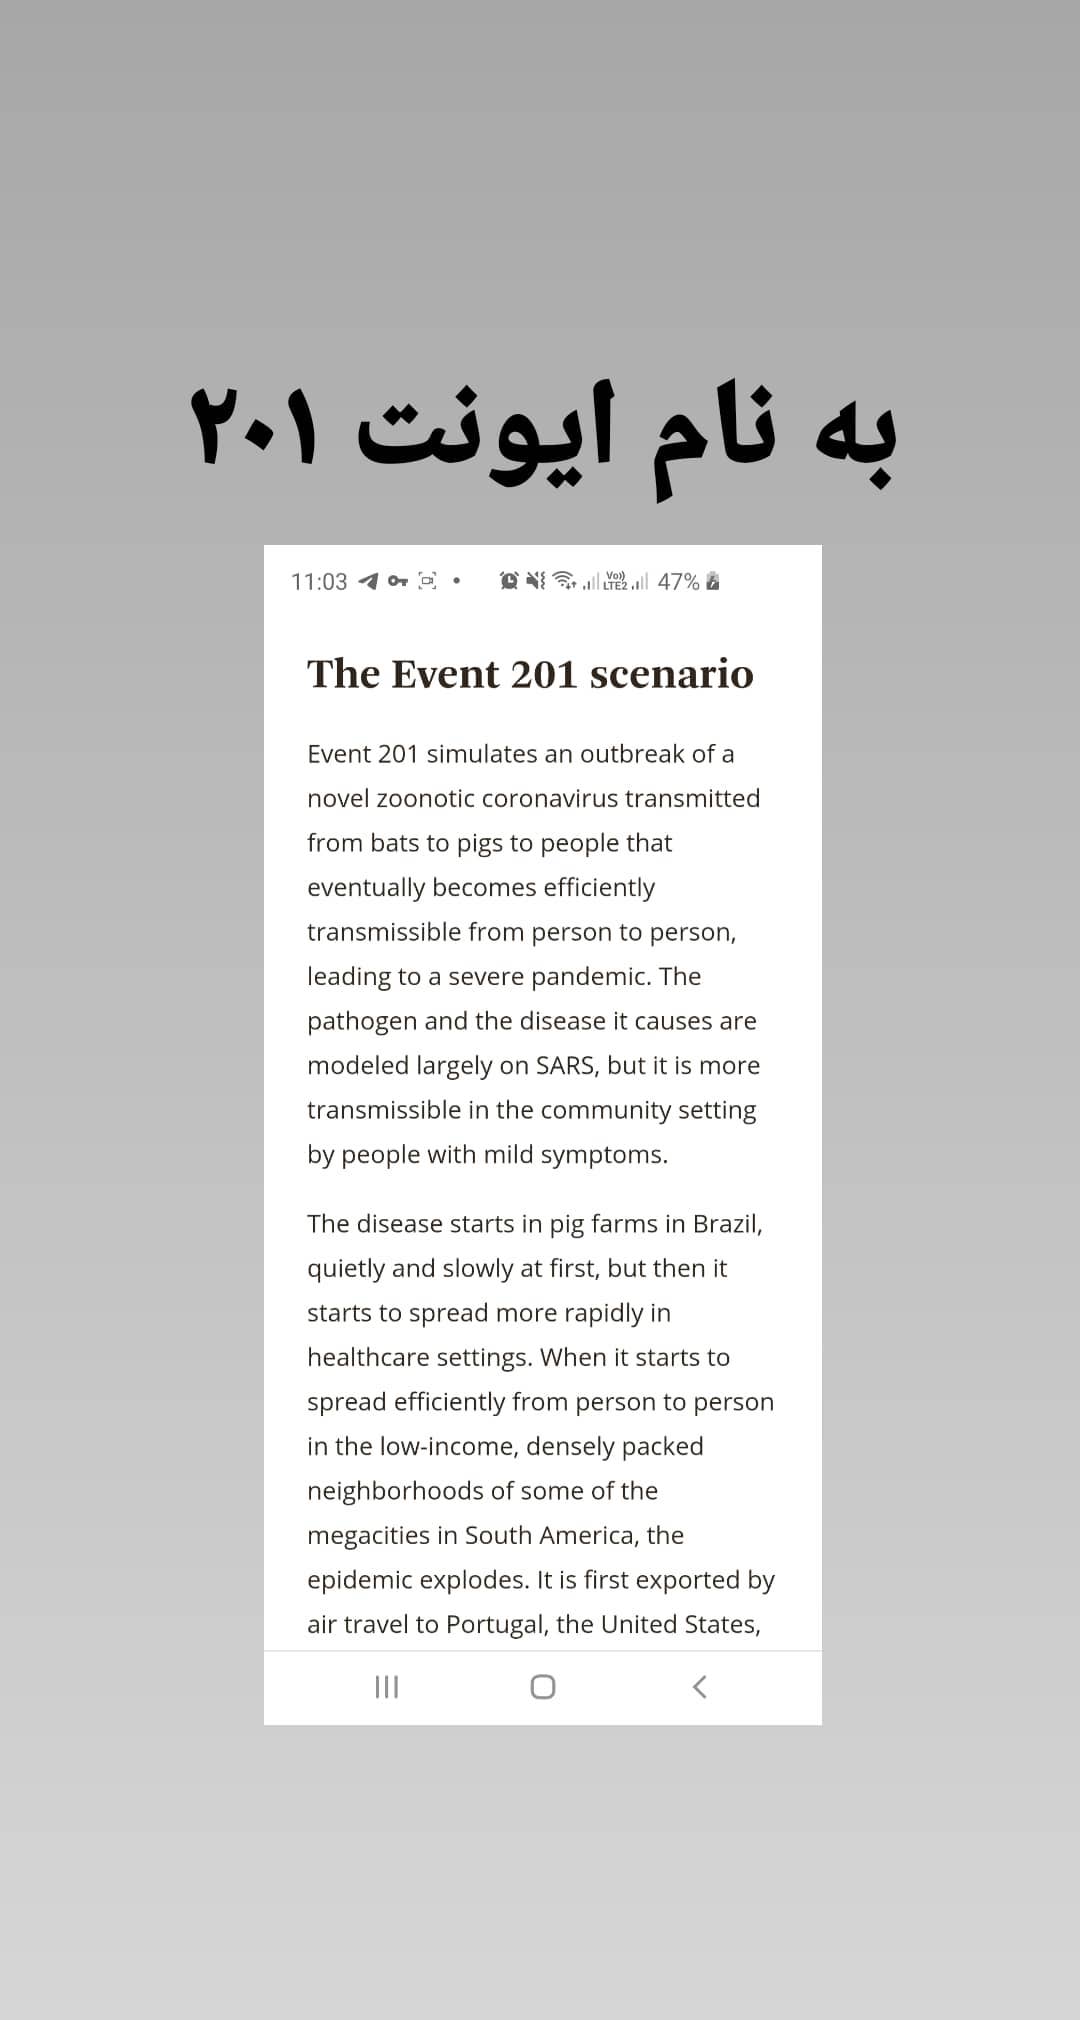 به نام ایونت ۲۰۱
11:03 Vo)) LTE2 47%
The Event 201 scenario
Event 201 simulates an outbreak of a
novel zoonotic coronavirus transmitted
from bats to pigs to people that
eventually becomes efficiently
transmissible from person to person,
leading to a severe pandemic. The
pathogen and the disease it causes are
modeled largely on SARS, but it is more
transmissible in the community setting
by people with mild symptoms.
The disease starts in pig farms in Brazil,
quietly and slowly at first, but then it
starts to spread more rapidly in
healthcare settings. When it starts to
spread efficiently from person to person
in the low-income, densely packed
neighborhoods of some of the
megacities in South America, the
epidemic explodes. It is first exported by
air travel to Portugal, the United States,